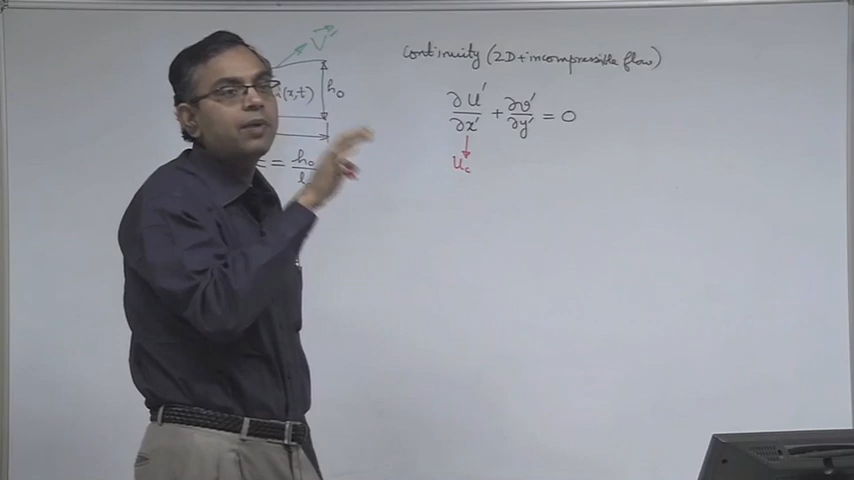 continuity (2D+incompressible flow)
∂u'/∂x' + ∂v'/∂y' = 0
u_c
V'
(x,t)
h₀
= h₀/l